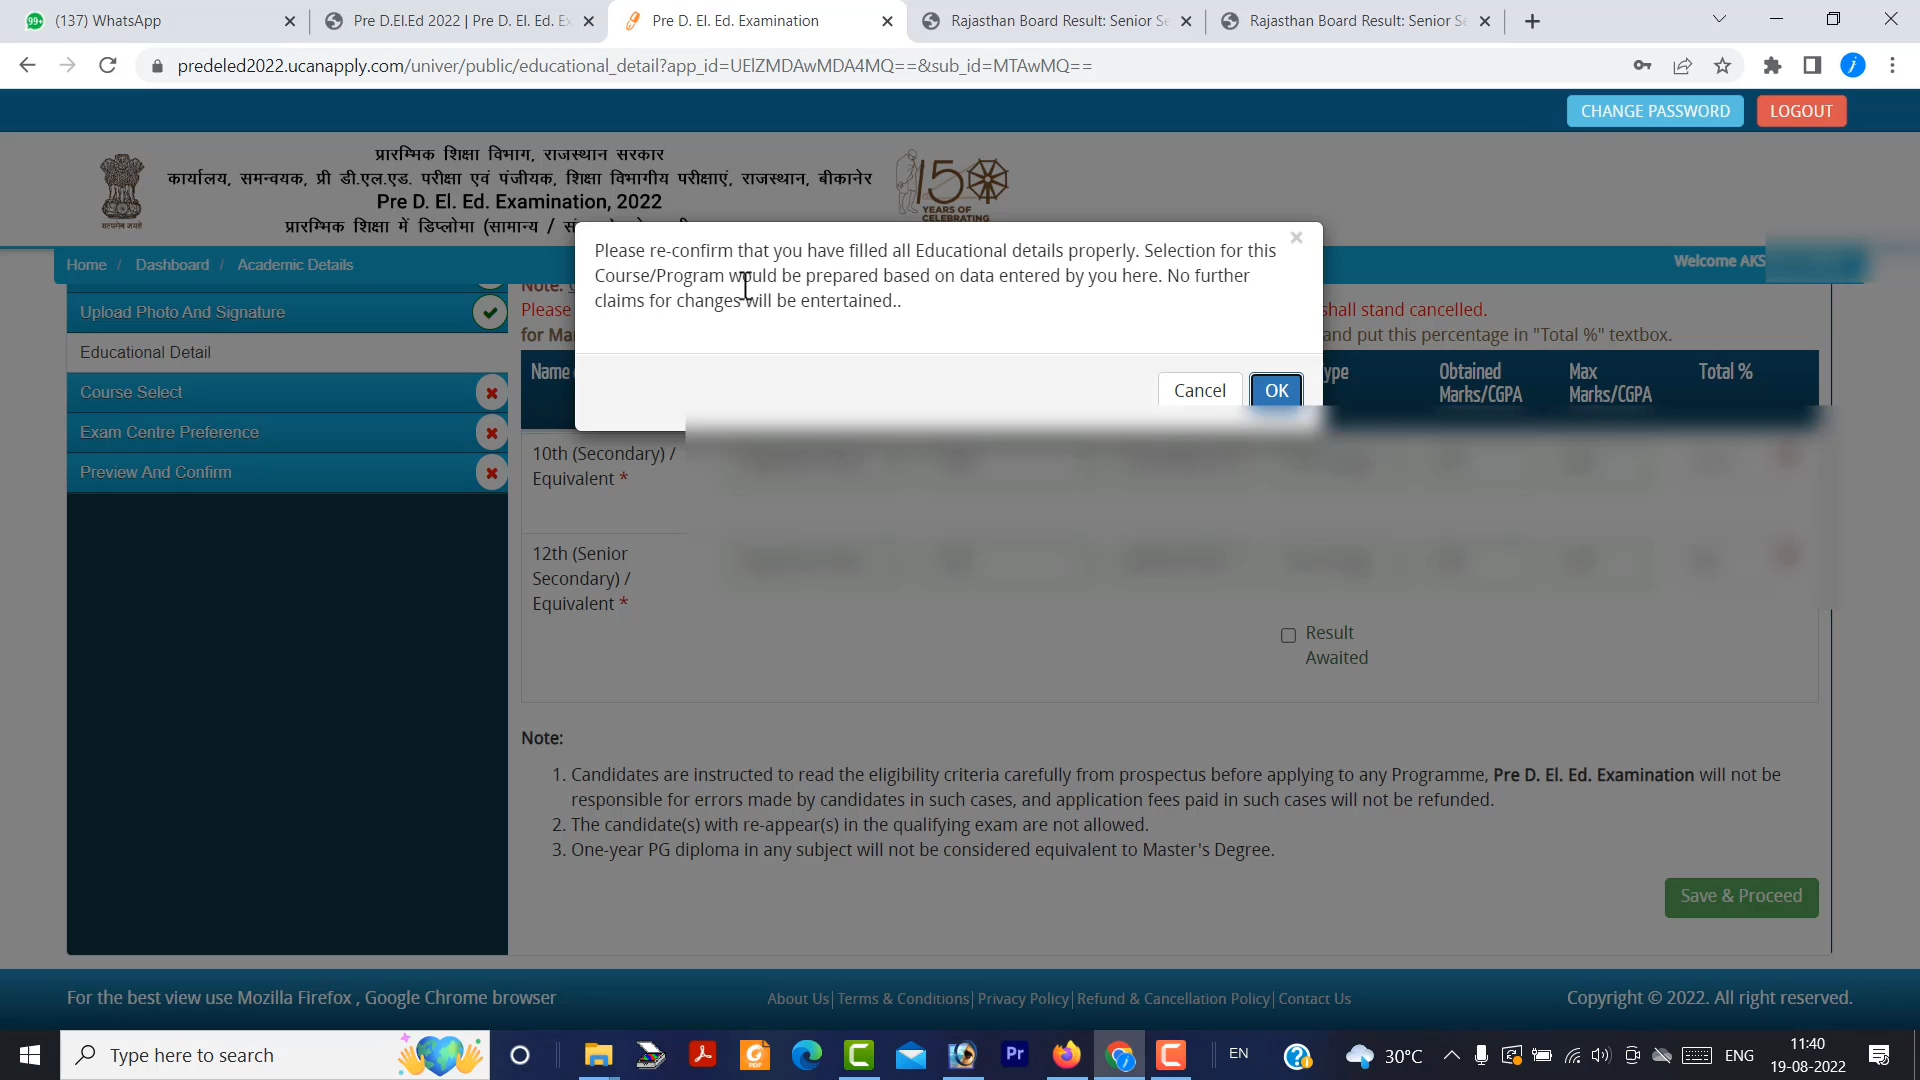 99+ (137) WhatsApp
Pre D.El.Ed 2022 | Pre D. El. Ed. Ex
Pre D. El. Ed. Examination
Rajasthan Board Result: Senior Se
Rajasthan Board Result: Senior Se
predeled2022.ucanapply.com/univer/public/educational_detail?app_id=UElZMDAwMDA4MQ==&sub_id=MTAwMQ==
CHANGE PASSWORD
LOGOUT
प्रारम्भिक शिक्षा विभाग, राजस्थान सरकार
कार्यालय, समन्वयक, प्री डी.एल.एड. परीक्षा एवं पंजीयक, शिक्षा विभागीय परीक्षाएं, राजस्थान, बीकानेर
Pre D. El. Ed. Examination, 2022
प्रारम्भिक शिक्षा में डिप्लोमा (सामान्य /
सत्यमेव जयते
150
YEARS OF
CELEBRATING
Home / Dashboard / Academic Details
Welcome AKS
Please re-confirm that you have filled all Educational details properly. Selection for this
Course/Program would be prepared based on data entered by you here. No further
claims for changes will be entertained..
×
Cancel
OK
Upload Photo And Signature
Educational Detail
Course Select
Exam Centre Preference
Preview And Confirm
Note:
Please
shall stand cancelled.
for
and put this percentage in "Total %" textbox.
Name
Obtained
Marks/CGPA
Max
Marks/CGPA
Total %
10th (Secondary) /
Equivalent *
12th (Senior
Secondary) /
Equivalent *
Result
Awaited
Note:
1. Candidates are instructed to read the eligibility criteria carefully from prospectus before applying to any Programme, Pre D. El. Ed. Examination will not be
responsible for errors made by candidates in such cases, and application fees paid in such cases will not be refunded.
2. The candidate(s) with re-appear(s) in the qualifying exam are not allowed.
3. One-year PG diploma in any subject will not be considered equivalent to Master's Degree.
Save & Proceed
For the best view use Mozilla Firefox , Google Chrome browser
About Us| Terms & Conditions| Privacy Policy| Refund & Cancellation Policy| Contact Us
Copyright © 2022. All right reserved.
Type here to search
Pr
EN
30°C
ENG
11:40
19-08-2022